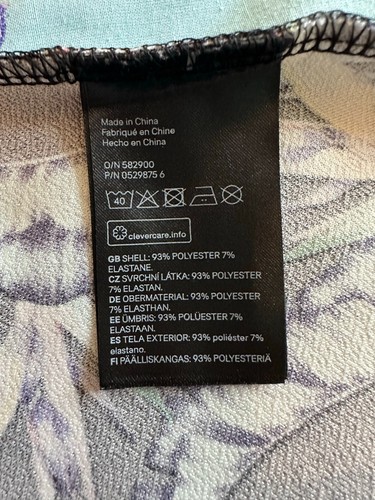 Made in China
Fabriqué en Chine
Hecho en China
O/N 582900
P/N 0529875 6
40
clevercare.info
GB SHELL: 93% POLYESTER 7%
ELASTANE.
CZ SVRCHNÍ LÁTKA: 93% POLYESTER
7% ELASTAN.
DE OBERMATERIAL: 93% POLYESTER
7% ELASTHAN.
EE ÜMBRIS: 93% POLÜESTER 7%
ELASTAAN.
ES TELA EXTERIOR: 93% poliéster 7%
elastano.
FI PÄÄLLISKANGAS: 93% POLYESTERIÄ